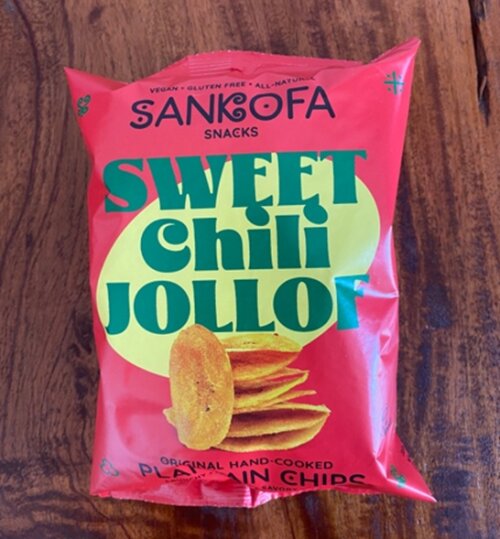 VEGAN • GLUTEN FREE • ALL-NATURAL
SANKOFA
SNACKS
SWEET
Chili
JOLLOF
ORIGINAL HAND-COOKED
PLANTAIN CHIPS